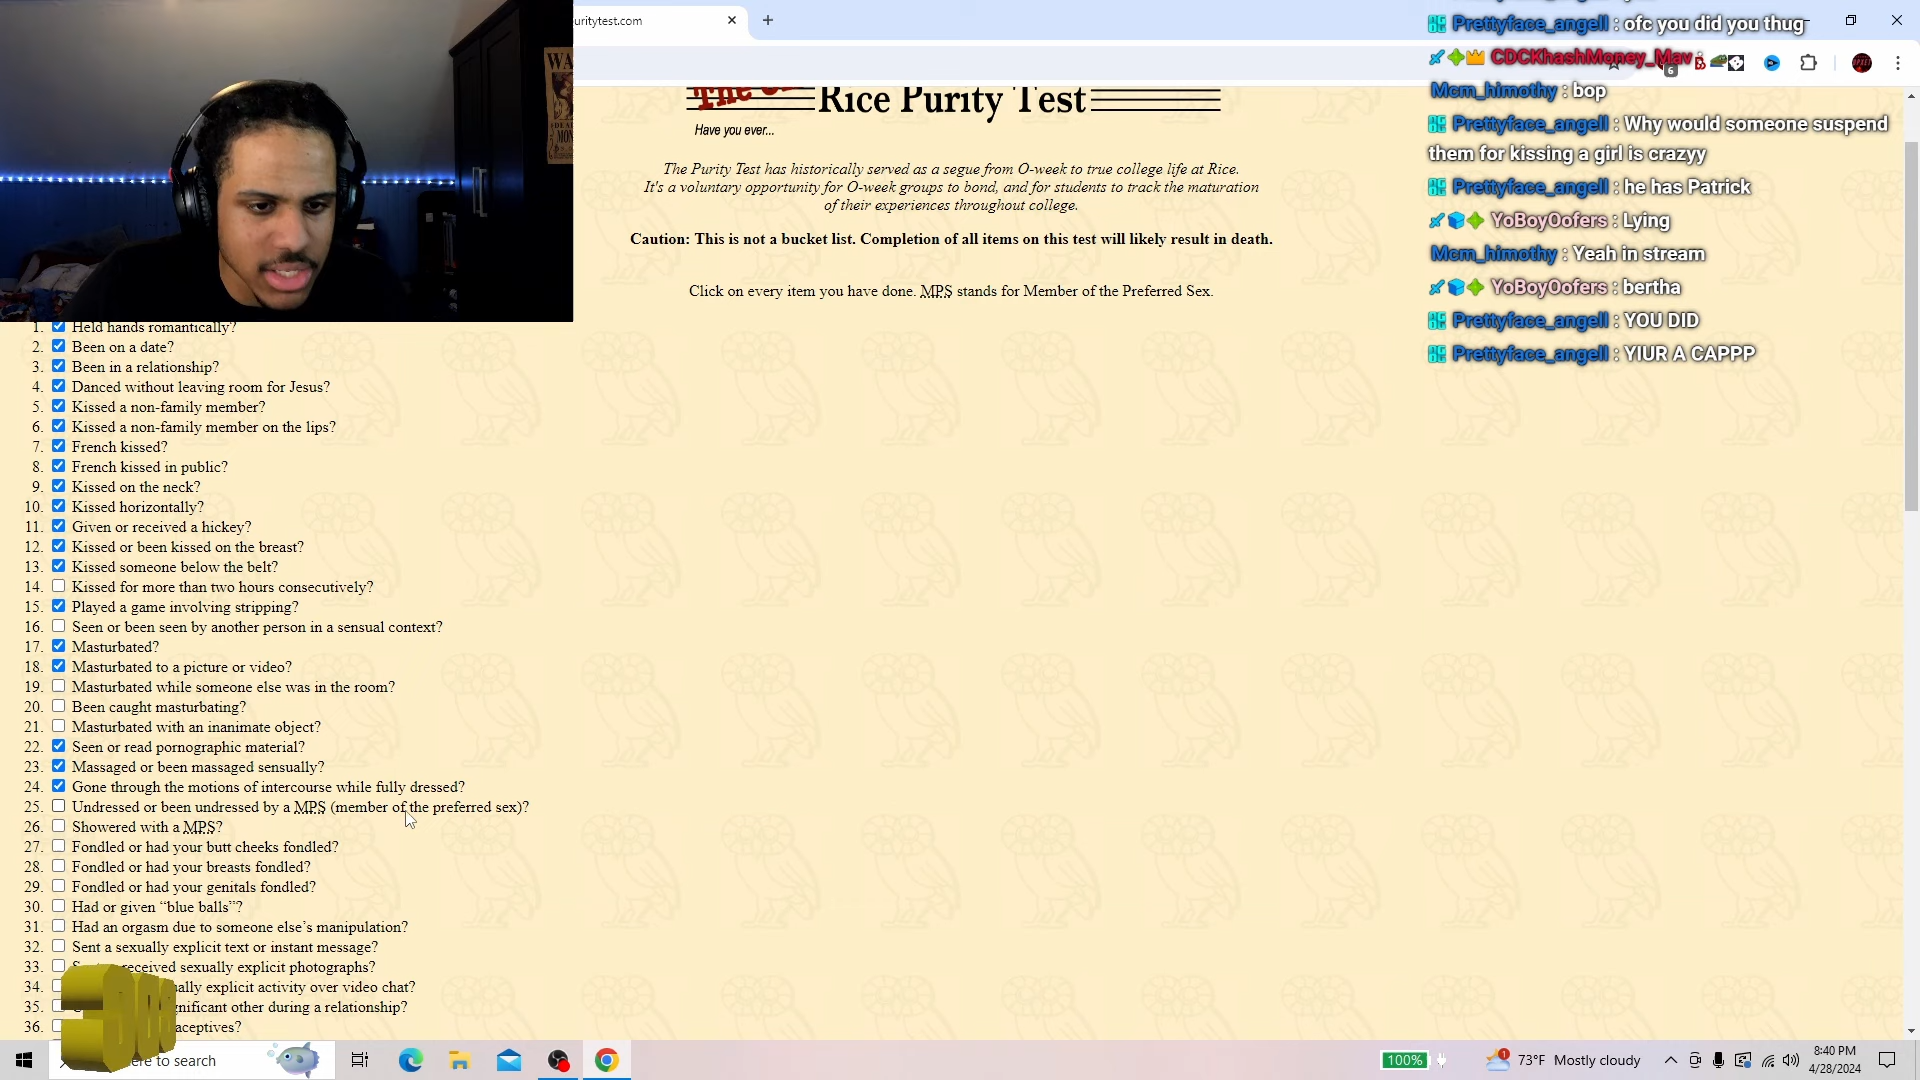 uritytest.com
Rice Purity Test
Have you ever...
The Purity Test has historically served as a segue from O-week to true college life at Rice.
It's a voluntary opportunity for O-week groups to bond, and for students to track the maturation
of their experiences throughout college.
Caution: This is not a bucket list. Completion of all items on this test will likely result in death.
Click on every item you have done. MPS stands for Member of the Preferred Sex.
1. Held hands romantically?
2. Been on a date?
3. Been in a relationship?
4. Danced without leaving room for Jesus?
5. Kissed a non-family member?
6. Kissed a non-family member on the lips?
7. French kissed?
8. French kissed in public?
9. Kissed on the neck?
10. Kissed horizontally?
11. Given or received a hickey?
12. Kissed or been kissed on the breast?
13. Kissed someone below the belt?
14. Kissed for more than two hours consecutively?
15. Played a game involving stripping?
16. Seen or been seen by another person in a sensual context?
17. Masturbated?
18. Masturbated to a picture or video?
19. Masturbated while someone else was in the room?
20. Been caught masturbating?
21. Masturbated with an inanimate object?
22. Seen or read pornographic material?
23. Massaged or been massaged sensually?
24. Gone through the motions of intercourse while fully dressed?
25. Undressed or been undressed by a MPS (member of the preferred sex)?
26. Showered with a MPS?
27. Fondled or had your butt cheeks fondled?
28. Fondled or had your breasts fondled?
29. Fondled or had your genitals fondled?
30. Had or given “blue balls”?
31. Had an orgasm due to someone else’s manipulation?
32. Sent a sexually explicit text or instant message?
33. received sexually explicit photographs?
34. ually explicit activity over video chat?
35. gnificant other during a relationship?
36. aceptives?
Prettyface_angell : ofc you did you thug
CDCKhashMoney_Mav :
6
Mcm_himothy : bop
Prettyface_angell : Why would someone suspend
them for kissing a girl is crazyy
Prettyface_angell : he has Patrick
YoBoyOofers : Lying
Mcm_himothy : Yeah in stream
YoBoyOofers : bertha
Prettyface_angell : YOU DID
Prettyface_angell : YIUR A CAPPP
WA
ere to search
100%
1
73°F Mostly cloudy
8:40 PM
4/28/2024